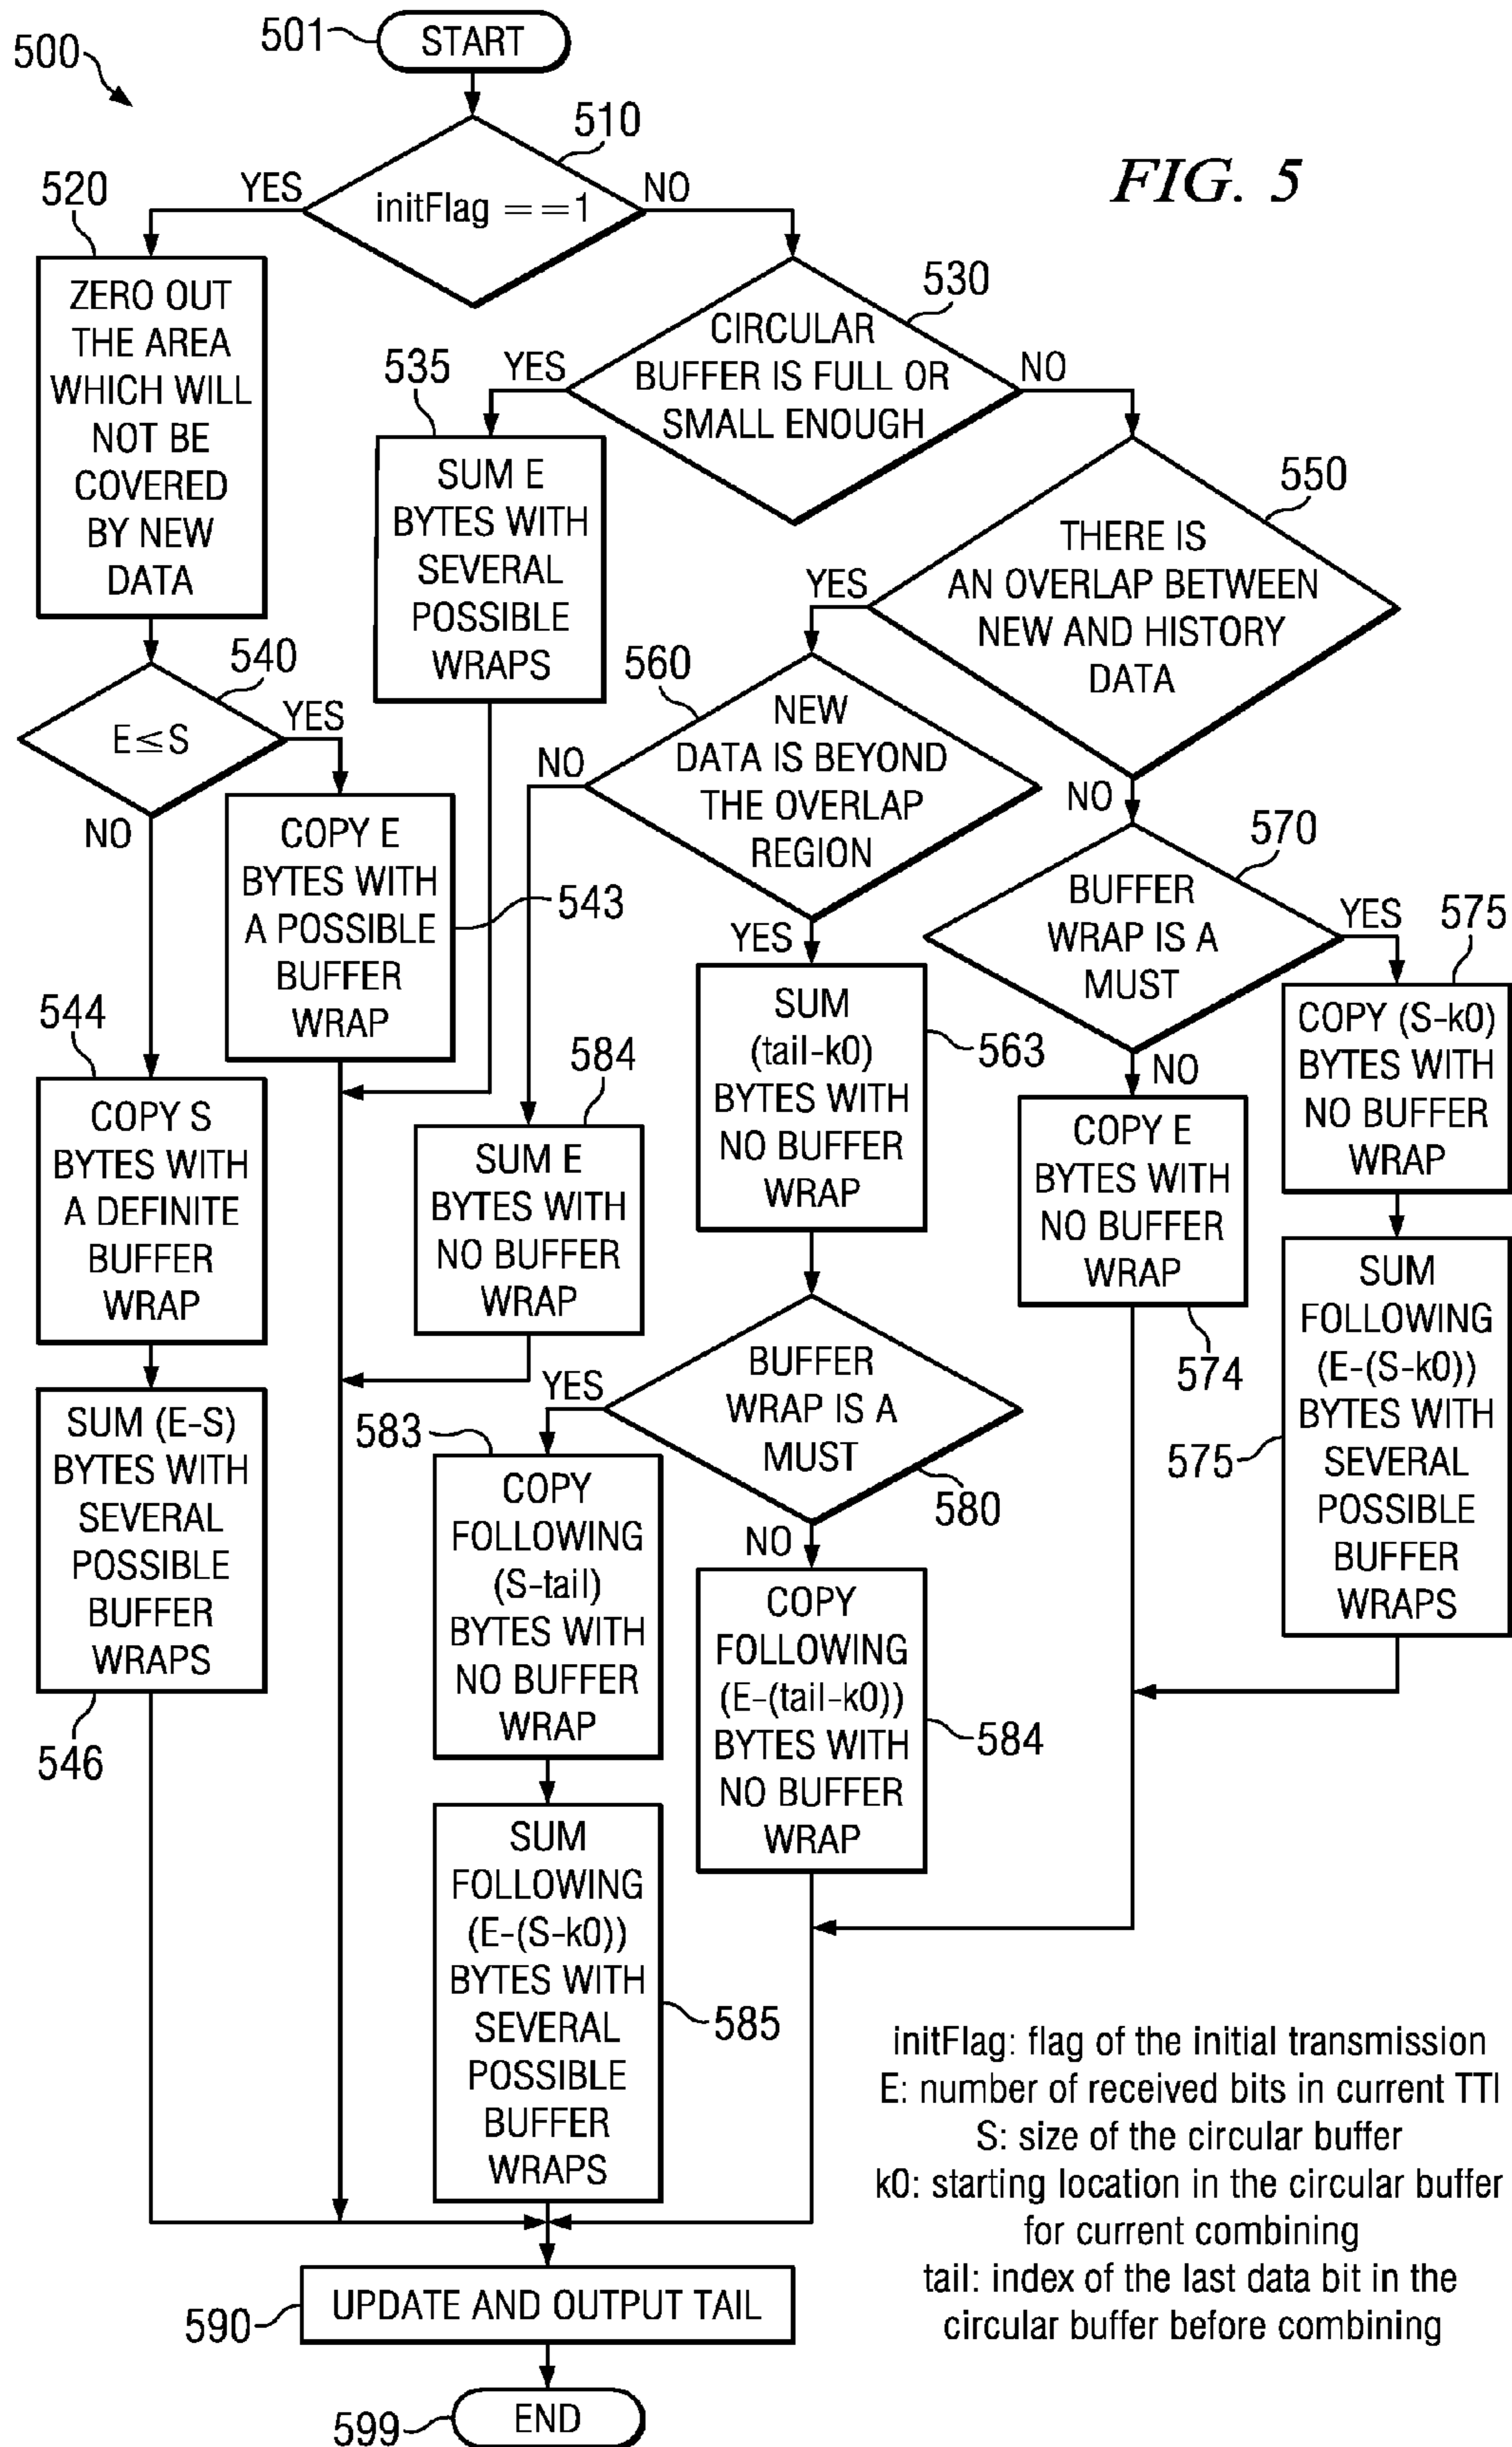 500
501
START
510
FIG. 5
YES
initFlag ==1
NO
520
ZERO OUT
THE AREA
WHICH WILL
NOT BE
COVERED
BY NEW
DATA
530
CIRCULAR
BUFFER IS FULL OR
SMALL ENOUGH
YES
NO
535
SUM E
BYTES WITH
SEVERAL
POSSIBLE
WRAPS
550
THERE IS
AN OVERLAP BETWEEN
NEW AND HISTORY
DATA
YES
NO
540
E≤S
YES
NO
560
NEW
DATA IS BEYOND
THE OVERLAP
REGION
NO
YES
570
BUFFER
WRAP IS A
MUST
YES
NO
543
COPY E
BYTES WITH
A POSSIBLE
BUFFER
WRAP
544
COPY S
BYTES WITH
A DEFINITE
BUFFER
WRAP
584
SUM E
BYTES WITH
NO BUFFER
WRAP
563
SUM
(tail-k0)
BYTES WITH
NO BUFFER
WRAP
574
COPY E
BYTES WITH
NO BUFFER
WRAP
575
COPY (S-k0)
BYTES WITH
NO BUFFER
WRAP
575
SUM
FOLLOWING
(E-(S-k0))
BYTES WITH
SEVERAL
POSSIBLE
BUFFER
WRAPS
546
SUM (E-S)
BYTES WITH
SEVERAL
POSSIBLE
BUFFER
WRAPS
580
BUFFER
WRAP IS A
MUST
YES
NO
583
COPY
FOLLOWING
(S-tail)
BYTES WITH
NO BUFFER
WRAP
584
COPY
FOLLOWING
(E-(tail-k0))
BYTES WITH
NO BUFFER
WRAP
585
SUM
FOLLOWING
(E-(S-k0))
BYTES WITH
SEVERAL
POSSIBLE
BUFFER
WRAPS
590
UPDATE AND OUTPUT TAIL
599
END
initFlag: flag of the initial transmission
E: number of received bits in current TTI
S: size of the circular buffer
k0: starting location in the circular buffer
for current combining
tail: index of the last data bit in the
circular buffer before combining